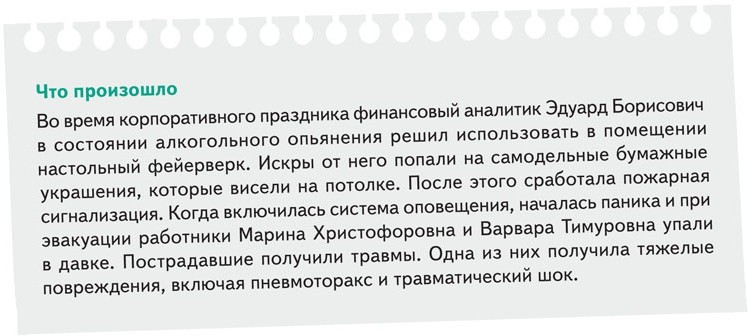 Что произошло
Во время корпоративного праздника финансовый аналитик Эдуард Борисович
в состоянии алкогольного опьянения решил использовать в помещении
настольный фейерверк. Искры от него попали на самодельные бумажные
украшения, которые висели на потолке. После этого сработала пожарная
сигнализация. Когда включилась система оповещения, началась паника и при
эвакуации работники Марина Христофоровна и Варвара Тимуровна упали
в давке. Пострадавшие получили травмы. Одна из них получила тяжелые
повреждения, включая пневмоторакс и травматический шок.